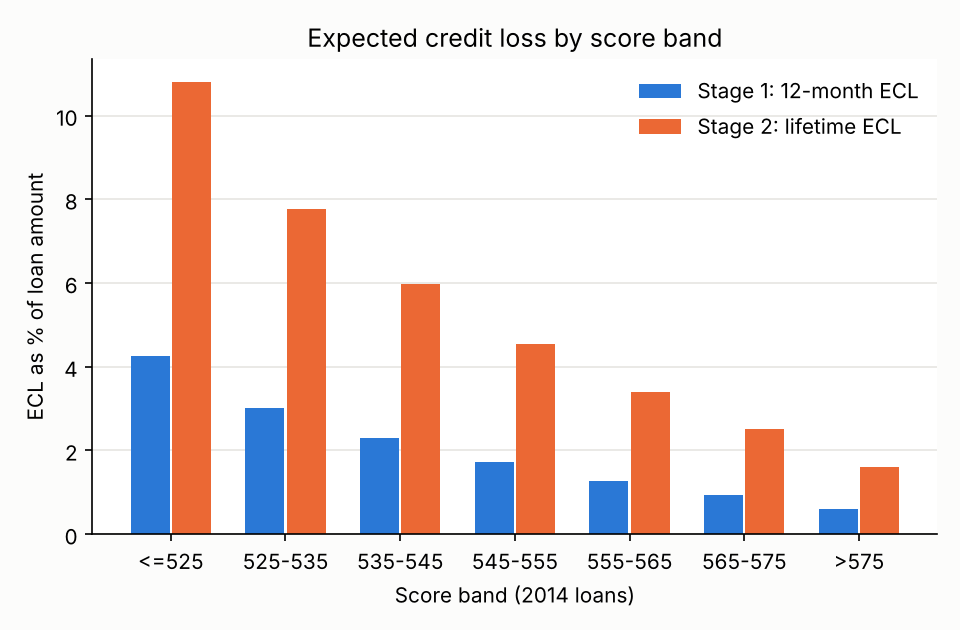 Expected credit loss by score band
Stage 1: 12-month ECL
Stage 2: lifetime ECL
ECL as % of loan amount
10
8
6
4
2
0
<=525 525-535 535-545 545-555 555-565 565-575 >575
Score band (2014 loans)